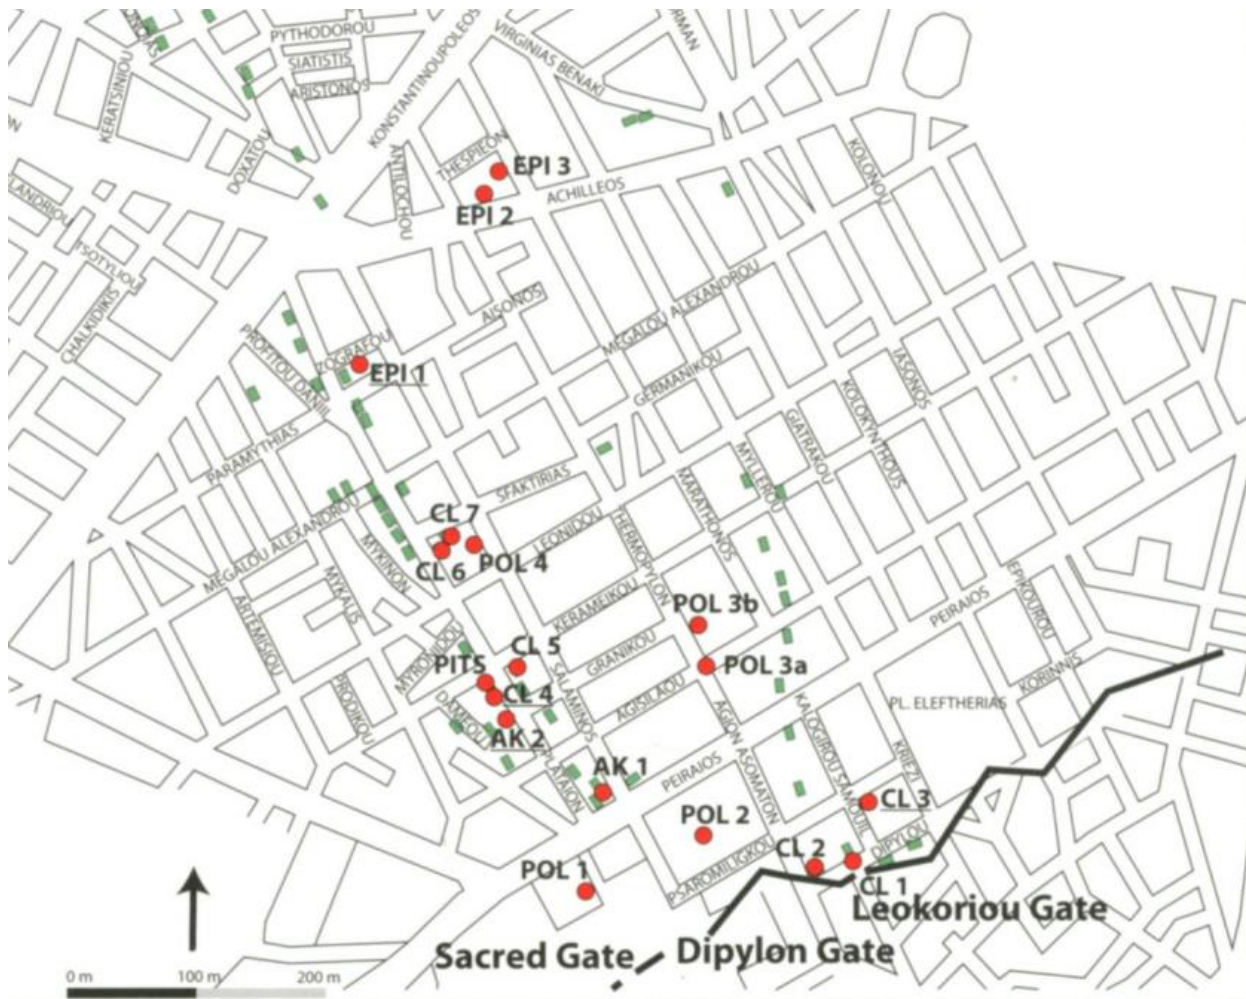 PYTHODOROU
SIATISTIS
ARISTONOS
KERATSINIOU
KONSTANTINOUPOLEOS
VIRGINIAS BENAKI
DOXATOU
ANTILOCHOU
THESPIEON
EPI 3
EPI 2
ACHILLEOS
KOLONOU
TSOTYLIOU
CHALKIDIKIS
AISONOS
MEGALOU ALEXANDROU
PROFITOU DANIIL
ZOGRAFOU
EPI 1
GERMANIKOU
IASONOS
KOLOKYNTHOUS
GIATRAKOU
MYLLEROU
MARATHONOS
PARAMYTHIAS
SFAKTIRIAS
MEGALOU ALEXANDROU
CL 7
CL 6
POL 4
LEONIDOU
THERMOPYLON
MYKINON
MYKALIS
ARTEMISIOU
KERAMEIKOU
GRANIKOU
AGISILAOU
POL 3b
POL 3a
PEIRAIOS
EPIKOURIOU
KORINNIS
PL. ELEFTHERIAS
MYRONIDOU
PITS
CL 5
CL 4
AK 2
SALAMINOS
PRODIKOU
PLATAION
AK 1
PEIRAIOS
AGION ASOMATON
KALOGIROU SAMOUIL
KRIEZI
CL 3
DIPYLOU
POL 2
PSAROMILIGKOU
CL 2
CL 1
POL 1
Leokoriou Gate
Dipylon Gate
Sacred Gate
0 m
100 m
200 m